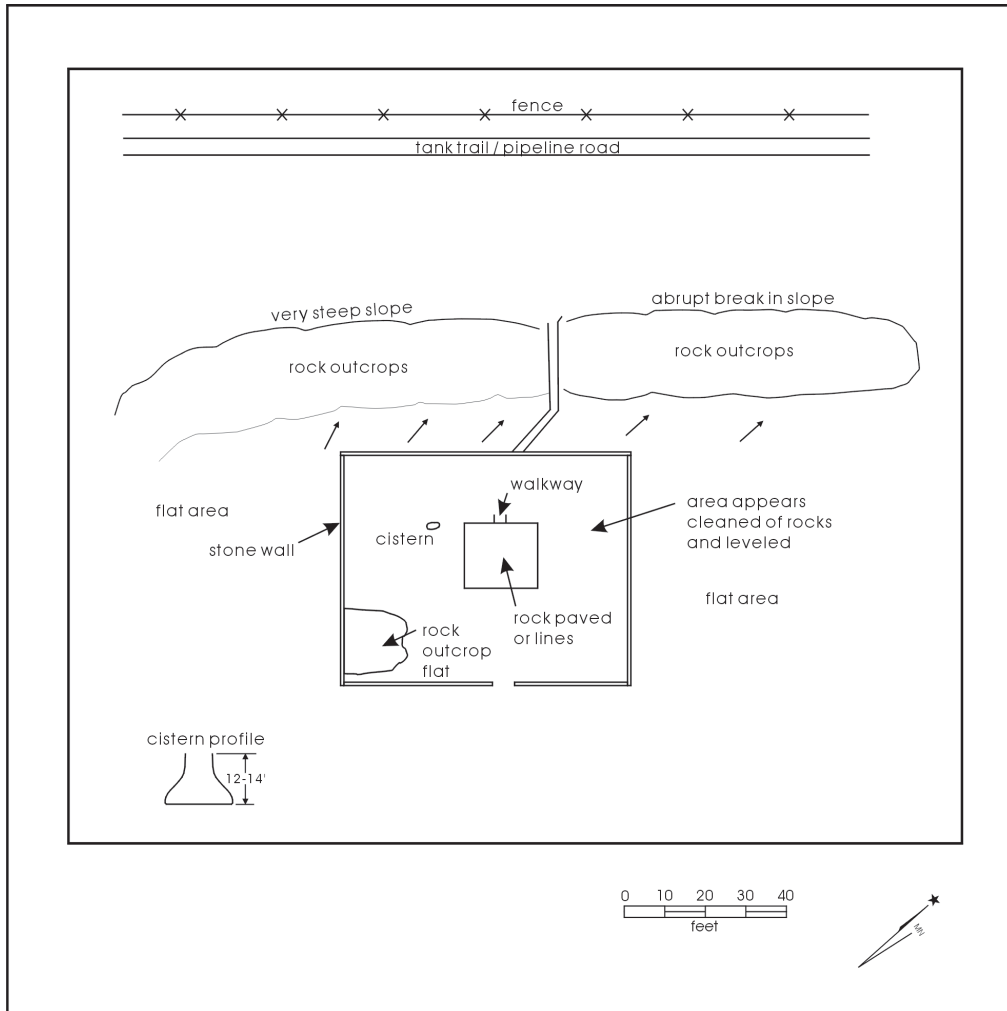 fence
tank trail / pipeline road
very steep slope
abrupt break in slope
rock outcrops
rock outcrops
flat area
stone wall
cistern
walkway
area appears
cleaned of rocks
and leveled
flat area
rock paved
or lines
rock
outcrop
flat
cistern profile
12-14'
0 10 20 30 40
feet
MN